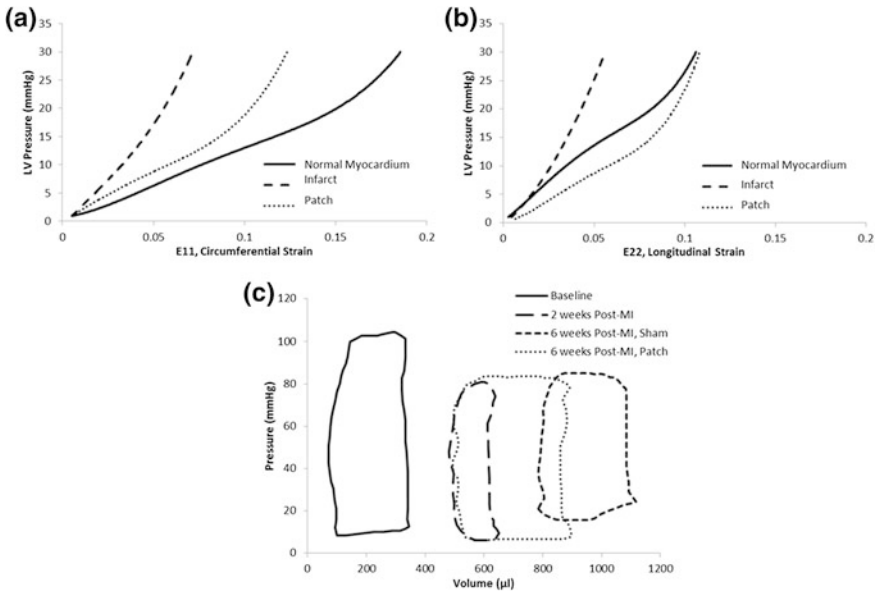 (a)
35
30
25
20
15
10
5
0
LV Pressure (mmHg)
Normal Myocardium
Infarct
Patch
0 0.05 0.1 0.15 0.2
E11, Circumferential Strain
(b)
35
30
25
20
15
10
5
0
LV Pressure (mmHg)
Normal Myocardium
Infarct
Patch
0 0.05 0.1 0.15 0.2
E22, Longitudinal Strain
(c)
120
100
80
60
40
20
0
Pressure (mmHg)
Baseline
2 weeks Post-MI
6 weeks Post-MI, Sham
6 weeks Post-MI, Patch
0 200 400 600 800 1000 1200
Volume (µl)